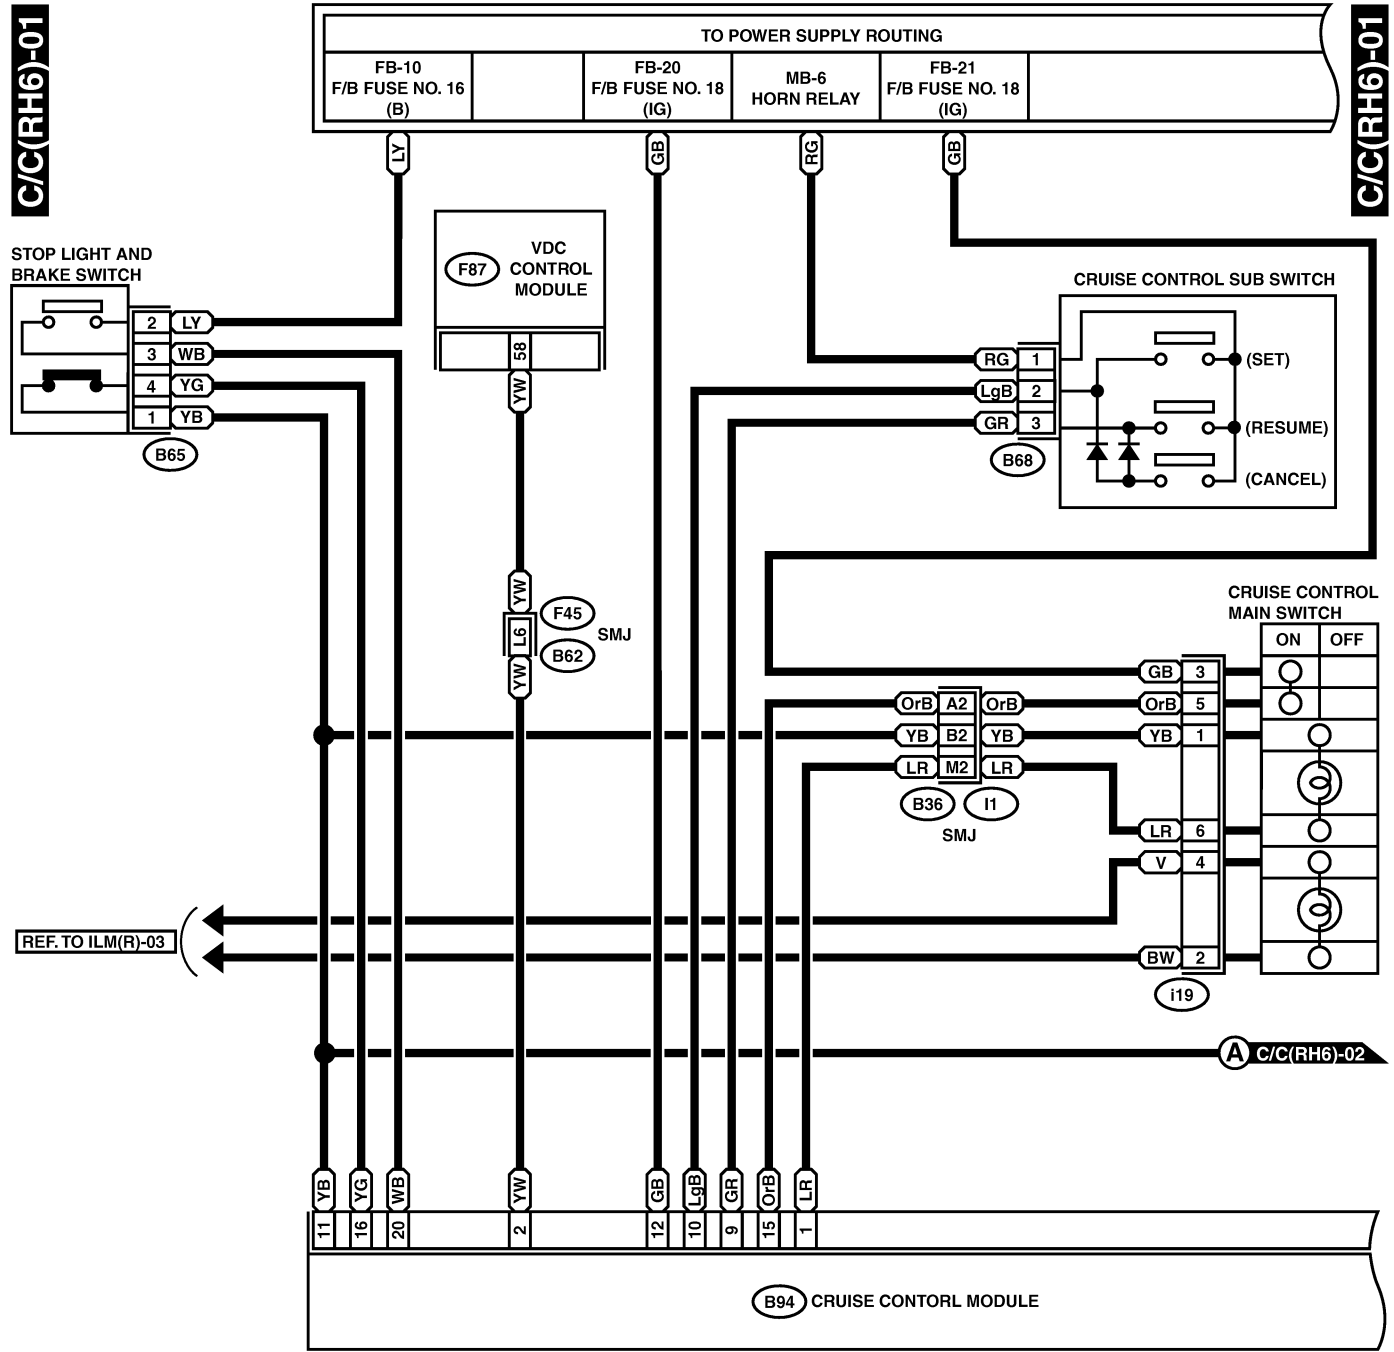 C/C(RH6)-01
C/C(RH6)-01
TO POWER SUPPLY ROUTING
FB-10
F/B FUSE NO. 16
(B)
FB-20
F/B FUSE NO. 18
(IG)
MB-6
HORN RELAY
FB-21
F/B FUSE NO. 18
(IG)
LY
GB
RG
GB
STOP LIGHT AND
BRAKE SWITCH
2 LY
3 WB
4 YG
1 YB
B65
F87
VDC
CONTROL
MODULE
58
YW
YW
L6
YW
F45
B62
SMJ
CRUISE CONTROL SUB SWITCH
RG 1
LgB 2
GR 3
B68
(SET)
(RESUME)
(CANCEL)
CRUISE CONTROL
MAIN SWITCH
ON OFF
GB 3
OrB A2 OrB OrB 5
YB B2 YB YB 1
LR M2 LR
B36 I1
SMJ
LR 6
V 4
BW 2
i19
REF. TO ILM(R)-03
A C/C(RH6)-02
YB YG WB YW GB LgB GR OrB LR
11 16 20 2 12 10 9 15 1
B94 CRUISE CONTORL MODULE